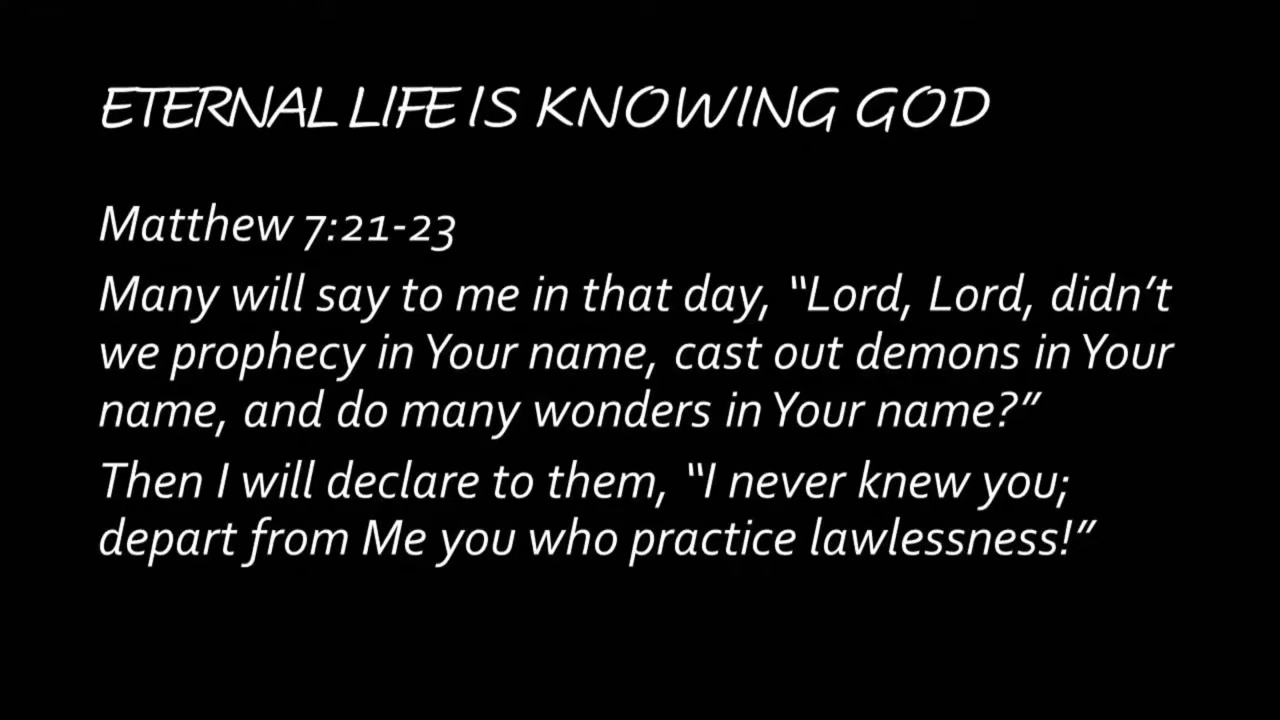 ETERNAL LIFE IS KNOWING GOD
Matthew 7:21-23
Many will say to me in that day, “Lord, Lord, didn’t
we prophecy in Your name, cast out demons in Your
name, and do many wonders in Your name?”
Then I will declare to them, “I never knew you;
depart from Me you who practice lawlessness!”